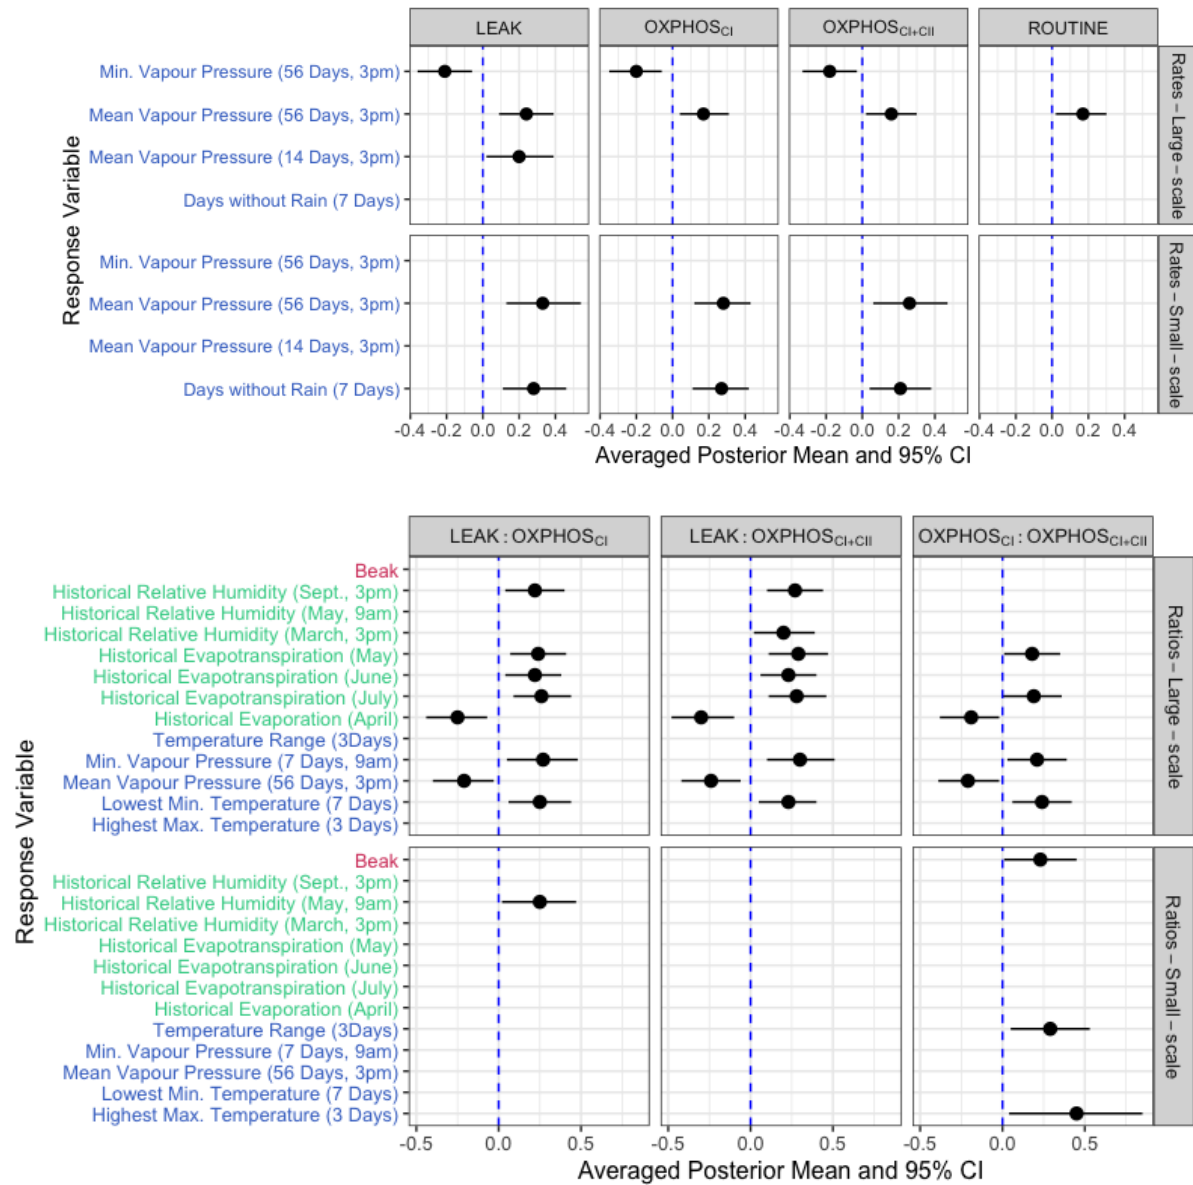 LEAK
OXPHOSCI
OXPHOSCI+CII
ROUTINE
Response Variable
Min. Vapour Pressure (56 Days, 3pm)
Mean Vapour Pressure (56 Days, 3pm)
Mean Vapour Pressure (14 Days, 3pm)
Days without Rain (7 Days)
Rates – Large – scale
Min. Vapour Pressure (56 Days, 3pm)
Mean Vapour Pressure (56 Days, 3pm)
Mean Vapour Pressure (14 Days, 3pm)
Days without Rain (7 Days)
Rates – Small – scale
-0.4 -0.2 0.0 0.2 0.4 -0.4 -0.2 0.0 0.2 0.4 -0.4 -0.2 0.0 0.2 0.4 -0.4 -0.2 0.0 0.2 0.4
Averaged Posterior Mean and 95% CI
LEAK : OXPHOSCI
LEAK : OXPHOSCI+CII
OXPHOSCI : OXPHOSCI+CII
Response Variable
Beak
Historical Relative Humidity (Sept., 3pm)
Historical Relative Humidity (May, 9am)
Historical Relative Humidity (March, 3pm)
Historical Evapotranspiration (May)
Historical Evapotranspiration (June)
Historical Evapotranspiration (July)
Historical Evaporation (April)
Temperature Range (3Days)
Min. Vapour Pressure (7 Days, 9am)
Mean Vapour Pressure (56 Days, 3pm)
Lowest Min. Temperature (7 Days)
Highest Max. Temperature (3 Days)
Ratios – Large – scale
Beak
Historical Relative Humidity (Sept., 3pm)
Historical Relative Humidity (May, 9am)
Historical Relative Humidity (March, 3pm)
Historical Evapotranspiration (May)
Historical Evapotranspiration (June)
Historical Evapotranspiration (July)
Historical Evaporation (April)
Temperature Range (3Days)
Min. Vapour Pressure (7 Days, 9am)
Mean Vapour Pressure (56 Days, 3pm)
Lowest Min. Temperature (7 Days)
Highest Max. Temperature (3 Days)
Ratios – Small – scale
-0.5 0.0 0.5 -0.5 0.0 0.5 -0.5 0.0 0.5
Averaged Posterior Mean and 95% CI